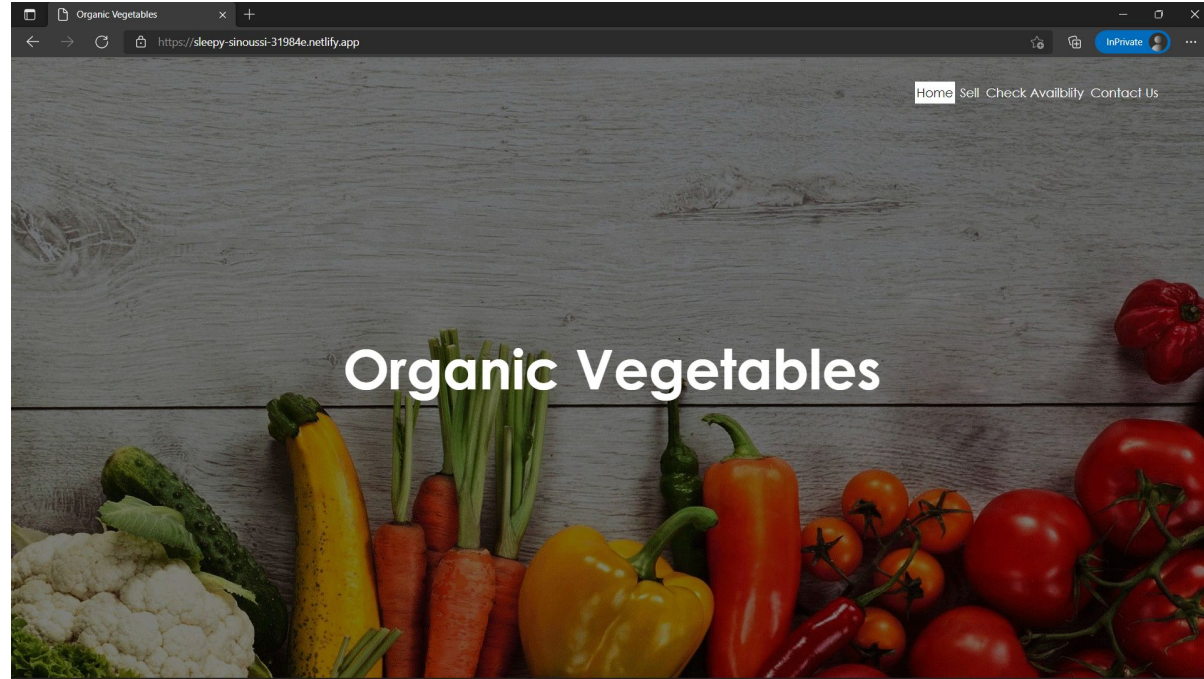 Organic Vegetables
https://sleepy-sinoussi-31984e.netlify.app
InPrivate
Home Sell Check Availblity Contact Us
Organic Vegetables